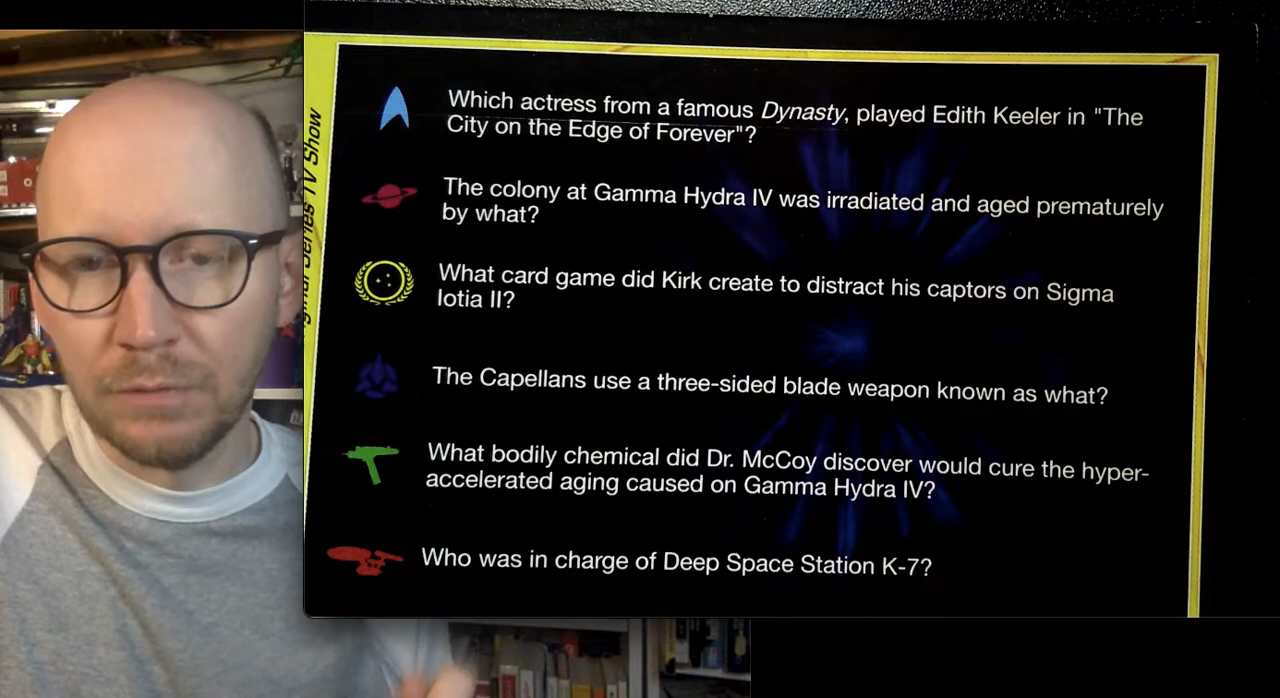 Which actress from a famous Dynasty, played Edith Keeler in "The
City on the Edge of Forever"?
The colony at Gamma Hydra IV was irradiated and aged prematurely
by what?
What card game did Kirk create to distract his captors on Sigma
Iotia II?
The Capellans use a three-sided blade weapon known as what?
What bodily chemical did Dr. McCoy discover would cure the hyper-
accelerated aging caused on Gamma Hydra IV?
Who was in charge of Deep Space Station K-7?
Series TV Show